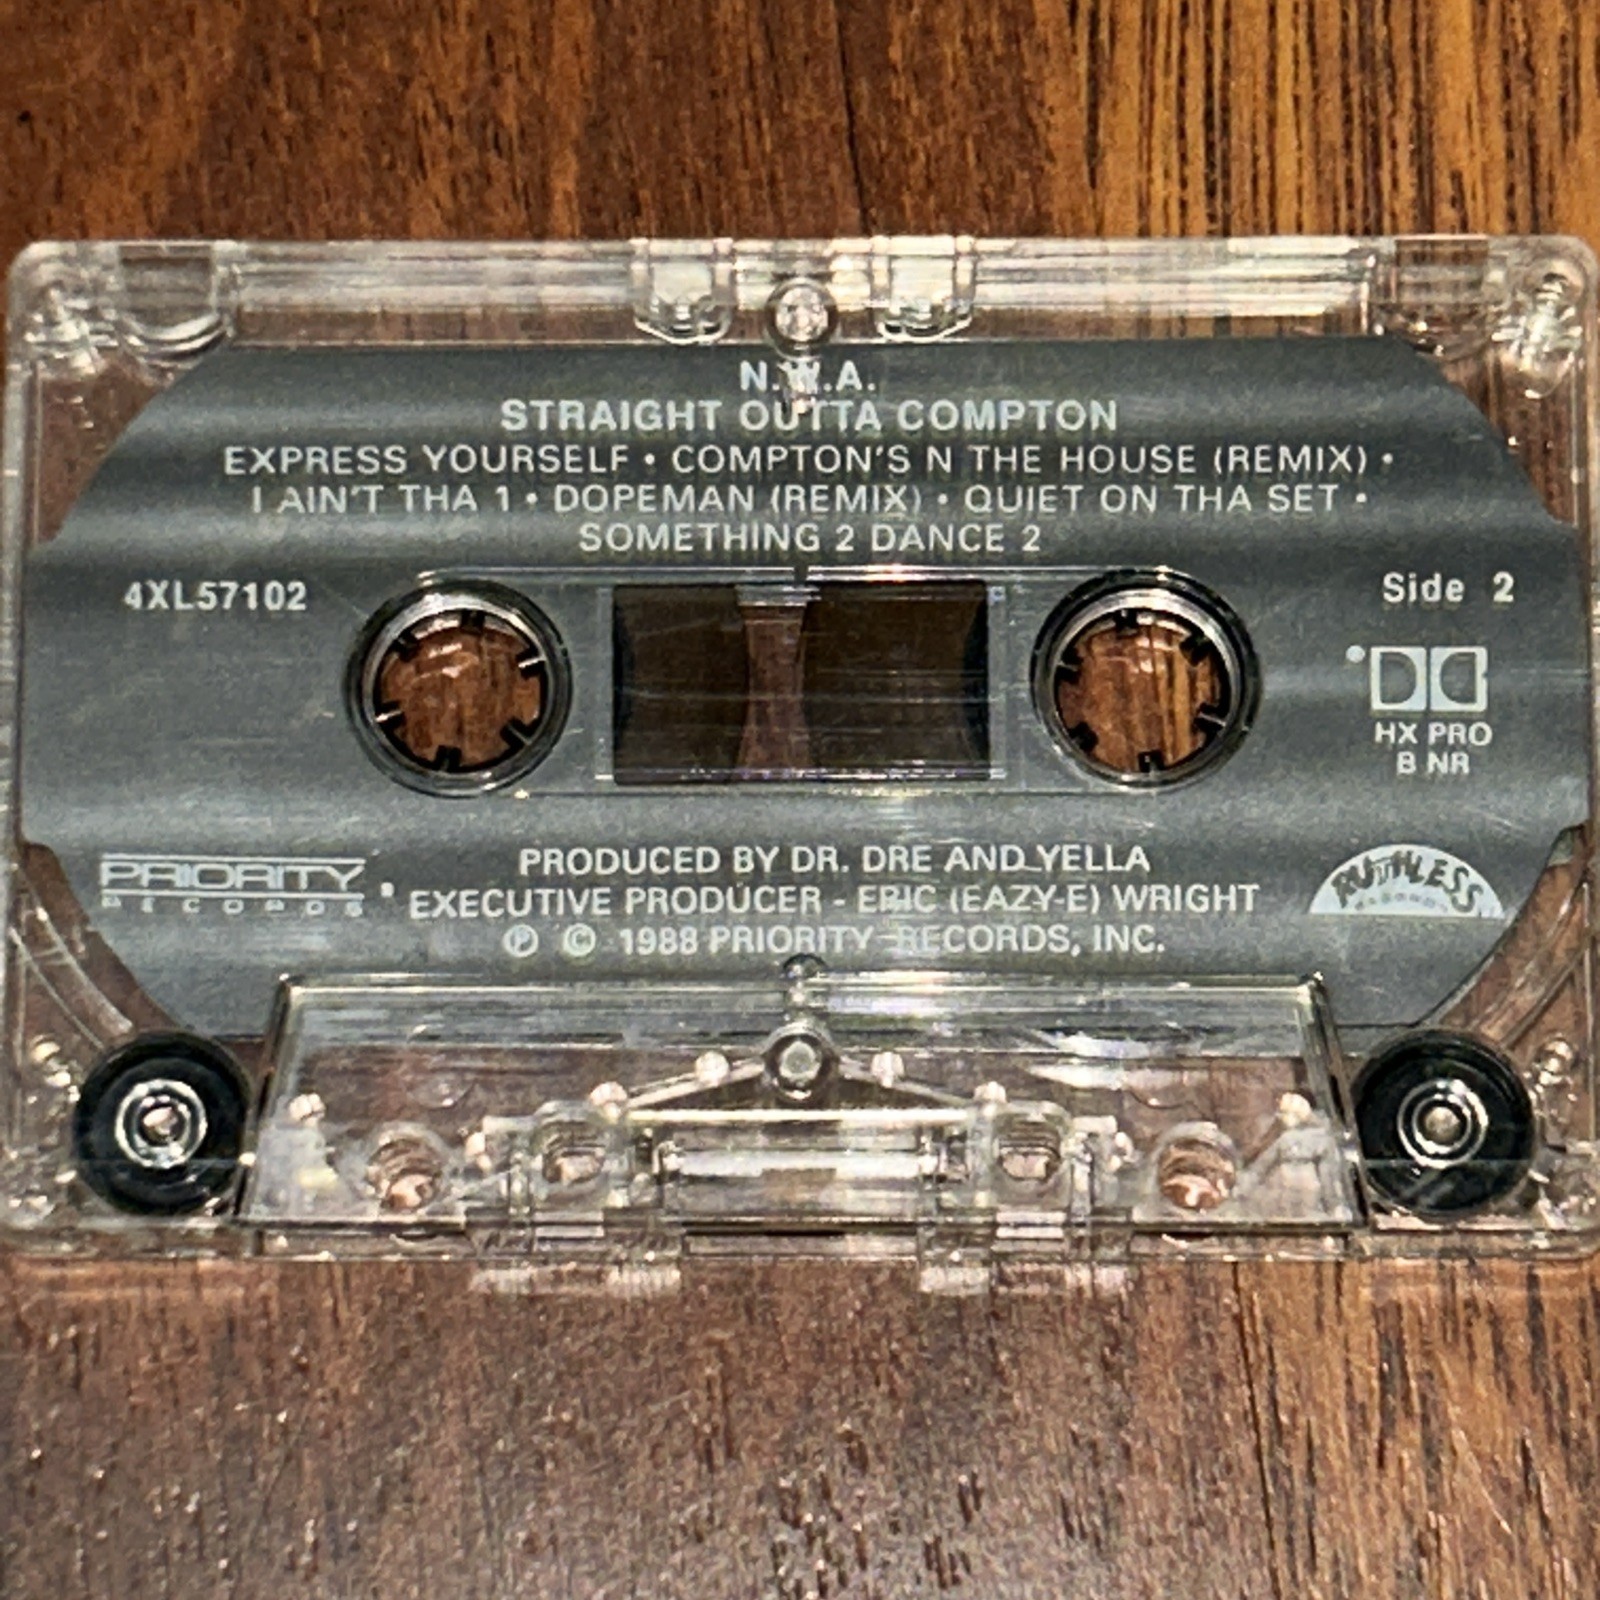 N.W.A.
STRAIGHT OUTTA COMPTON
EXPRESS YOURSELF • COMPTON'S N THE HOUSE (REMIX) •
I AIN'T THA 1 • DOPEMAN (REMIX) • QUIET ON THA SET •
SOMETHING 2 DANCE 2
4XL57102
Side 2
HX PRO
B NR
PRIORITY
RECORDS
PRODUCED BY DR. DRE AND YELLA
EXECUTIVE PRODUCER - ERIC (EAZY-E) WRIGHT
Ⓟ © 1988 PRIORITY RECORDS, INC.
RUTHLESS
RECORDS